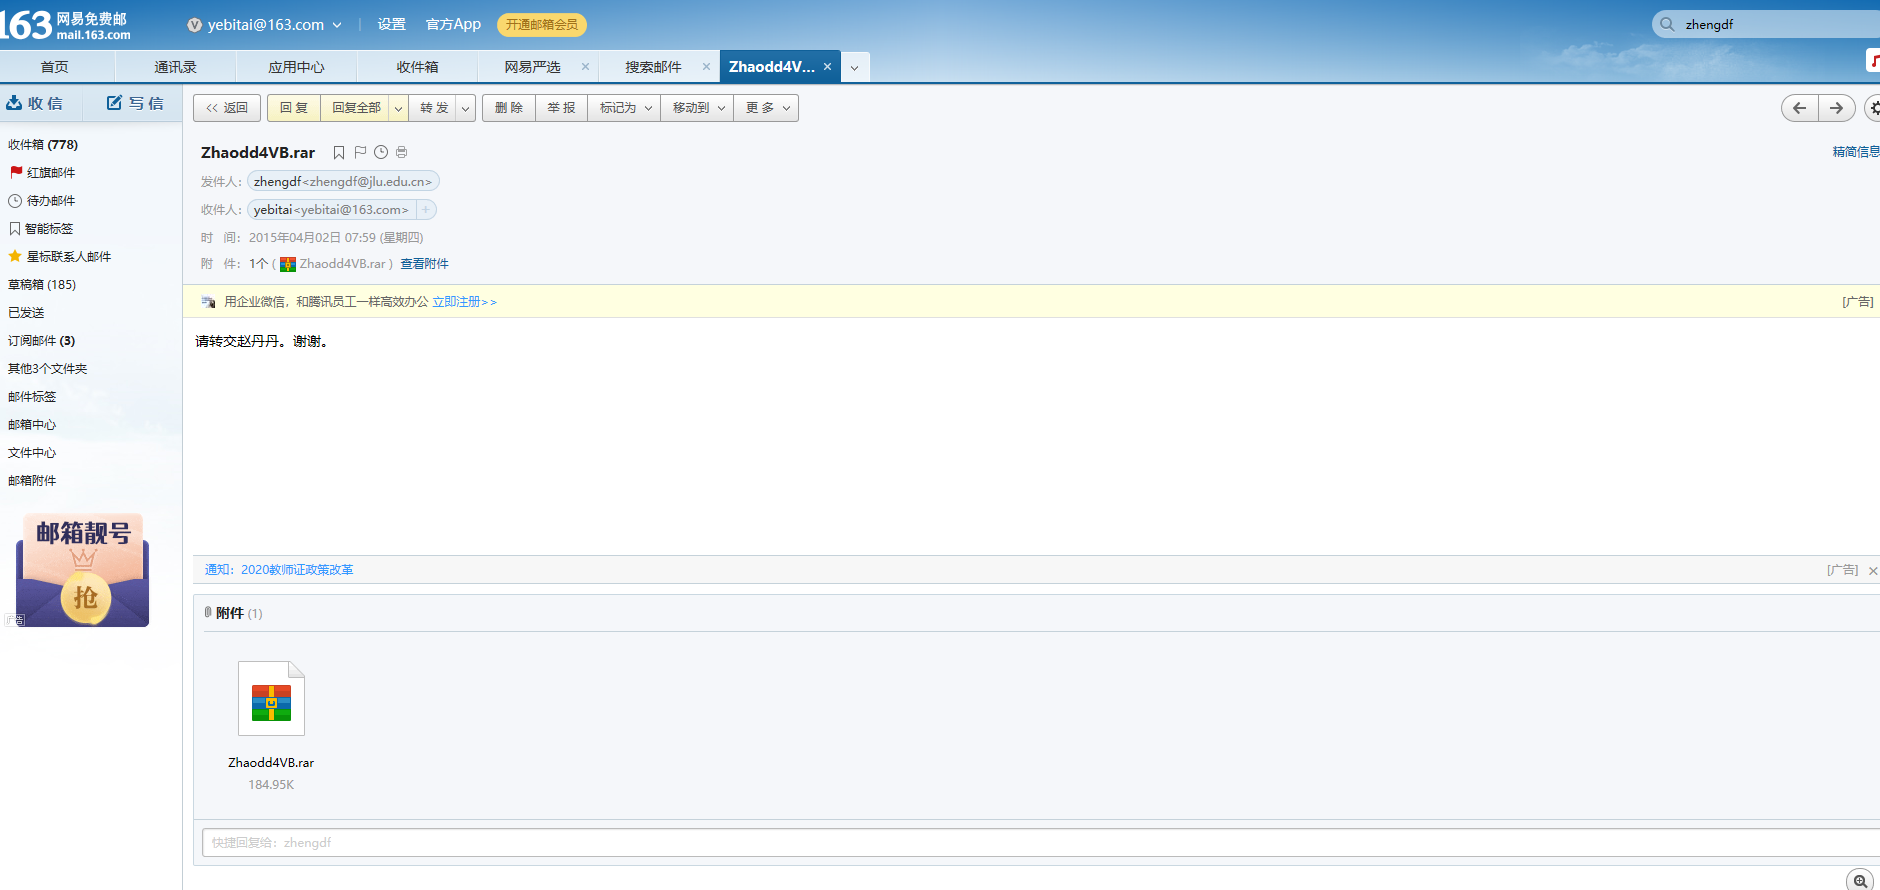 163 网易免费邮
mail.163.com
yebitai@163.com
设置
官方App
开通邮箱会员
zhengdf
首页
通讯录
应用中心
收件箱
网易严选
搜索邮件
Zhaodd4V...
收信
写信
<< 返回
回复
回复全部
转发
删除
举报
标记为
移动到
更多
收件箱 (778)
红旗邮件
待办邮件
智能标签
星标联系人邮件
草稿箱 (185)
已发送
订阅邮件 (3)
其他3个文件夹
邮件标签
邮箱中心
文件中心
邮箱附件
邮箱靓号
抢
广告
Zhaodd4VB.rar
精简信息
发件人： zhengdf<zhengdf@jlu.edu.cn>
收件人： yebitai<yebitai@163.com> +
时 间： 2015年04月02日 07:59 (星期四)
附 件： 1个 ( Zhaodd4VB.rar ) 查看附件
用企业微信，和腾讯员工一样高效办公 立即注册>>
[广告]
请转交赵丹丹。谢谢。
通知：2020教师证政策改革
[广告]
附件 (1)
Zhaodd4VB.rar
184.95K
快捷回复给：zhengdf